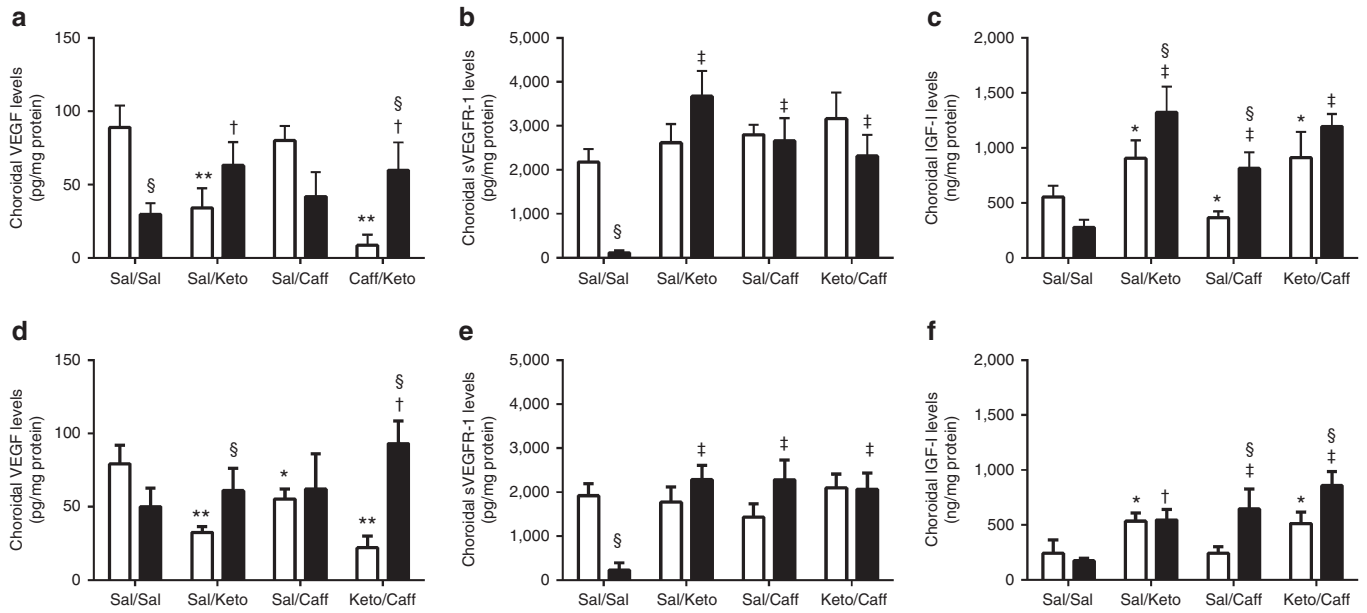 a
Choroidal VEGF levels
(pg/mg protein)
150
100
50
0
§
**
†
**
§
†
Sal/Sal
Sal/Keto
Sal/Caff
Caff/Keto
b
Choroidal sVEGFR-1 levels
(pg/mg protein)
5,000
4,000
3,000
2,000
1,000
0
§
‡
‡
‡
Sal/Sal
Sal/Keto
Sal/Caff
Keto/Caff
c
Choroidal IGF-I levels
(ng/mg protein)
2,000
1,500
1,000
500
0
*
§
‡
*
§
‡
*
‡
Sal/Sal
Sal/Keto
Sal/Caff
Keto/Caff
d
Choroidal VEGF levels
(pg/mg protein)
150
100
50
0
**
§
*
**
§
†
Sal/Sal
Sal/Keto
Sal/Caff
Keto/Caff
e
Choroidal sVEGFR-1 levels
(pg/mg protein)
5,000
4,000
3,000
2,000
1,000
0
§
‡
‡
‡
Sal/Sal
Sal/Keto
Sal/Caff
Keto/Caff
f
Choroidal IGF-I levels
(ng/mg protein)
2,000
1,500
1,000
500
0
*
†
§
‡
*
§
‡
Sal/Sal
Sal/Keto
Sal/Caff
Keto/Caff